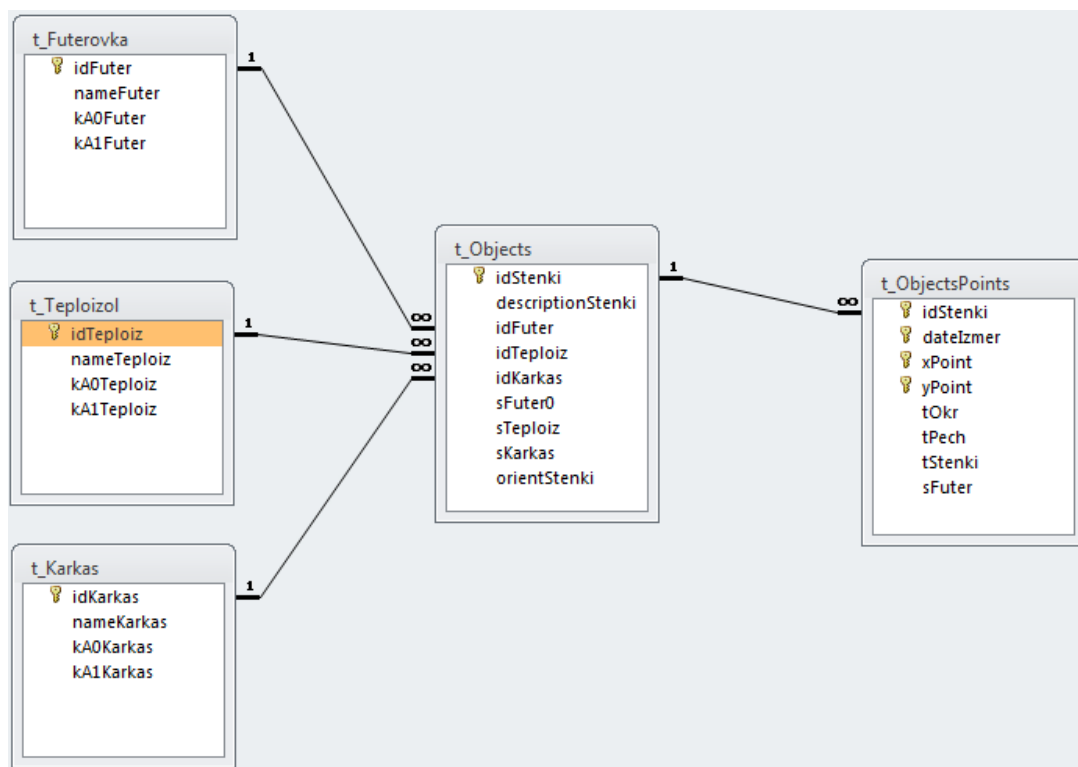 t_Futerovka
idFuter
nameFuter
kA0Futer
kA1Futer
t_Teploizol
idTeploiz
nameTeploiz
kA0Teploiz
kA1Teploiz
t_Karkas
idKarkas
nameKarkas
kA0Karkas
kA1Karkas
1
1
1
∞
∞
∞
t_Objects
idStenki
descriptionStenki
idFuter
idTeploiz
idKarkas
sFuter0
sTeploiz
sKarkas
orientStenki
1
∞
t_ObjectsPoints
idStenki
dateIzmer
xPoint
yPoint
tOkr
tPech
tStenki
sFuter